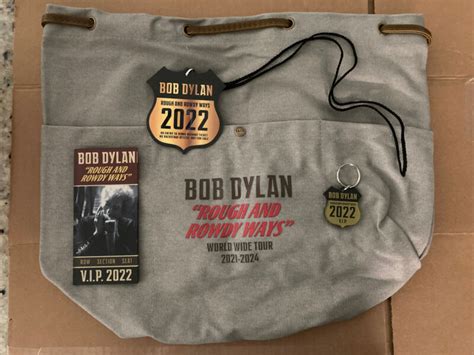 BOB DYLAN
ROUGH AND ROWDY WAYS
2022
BOB DYLAN
"ROUGH AND
ROWDY WAYS"
ROW SECTION SEAT
V.I.P. 2022
BOB DYLAN
"ROUGH AND
ROWDY WAYS"
WORLD WIDE TOUR
2021-2024
2022
V.I.P.